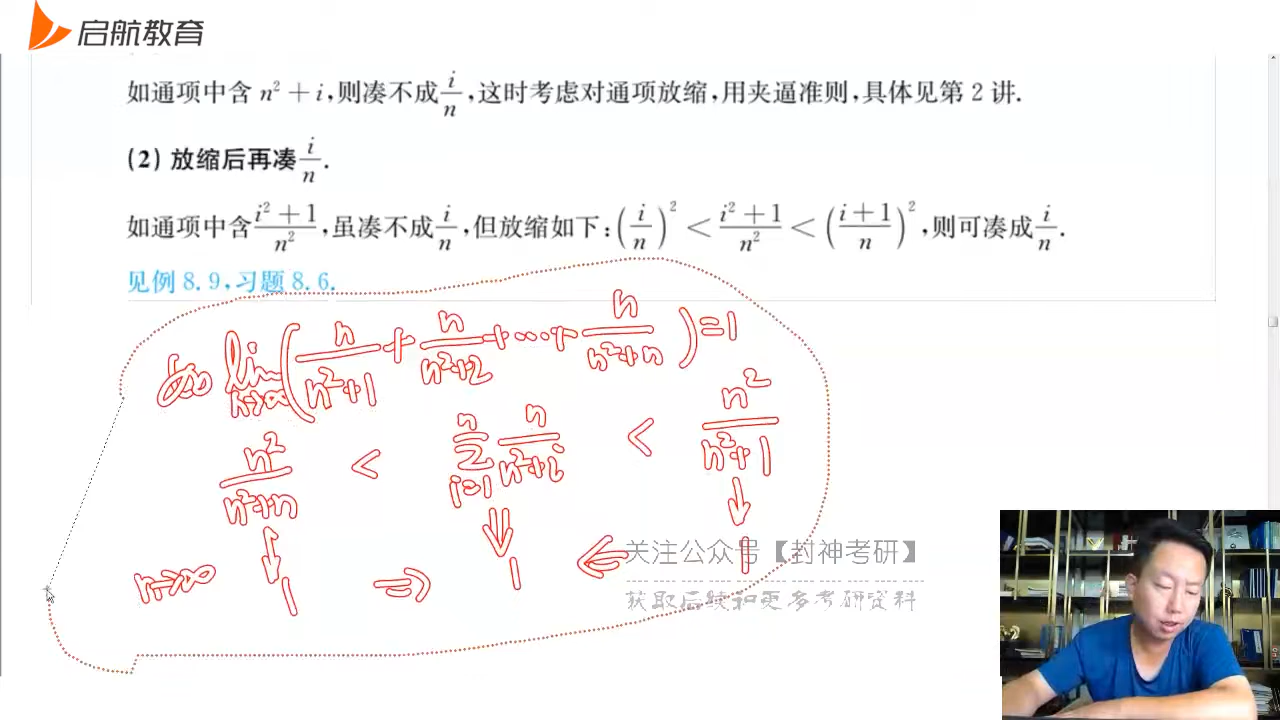 启航教育
如通项中含 n² + i,则凑不成 i/n,这时考虑对通项放缩,用夹逼准则,具体见第 2 讲.
(2) 放缩后再凑 i/n.
如通项中含 (i²+1)/n²,虽凑不成 i/n,但放缩如下:(i/n)² < (i²+1)/n² < ((i+1)/n)²,则可凑成 i/n.
见例 8.9,习题 8.6.
如 lim n→∞ (n/(n²+1) + n/(n²+2) + ⋯ + n/(n²+n)) = 1
n²/(n²+n) < ∑ i=1 n n/(n²+i) < n²/(n²+1)
↓ ⇓ ↓
n→∞ 1 ⇒ 1 ⇐ 1
关注公众号【封神考研】
获取后续和更多考研资料